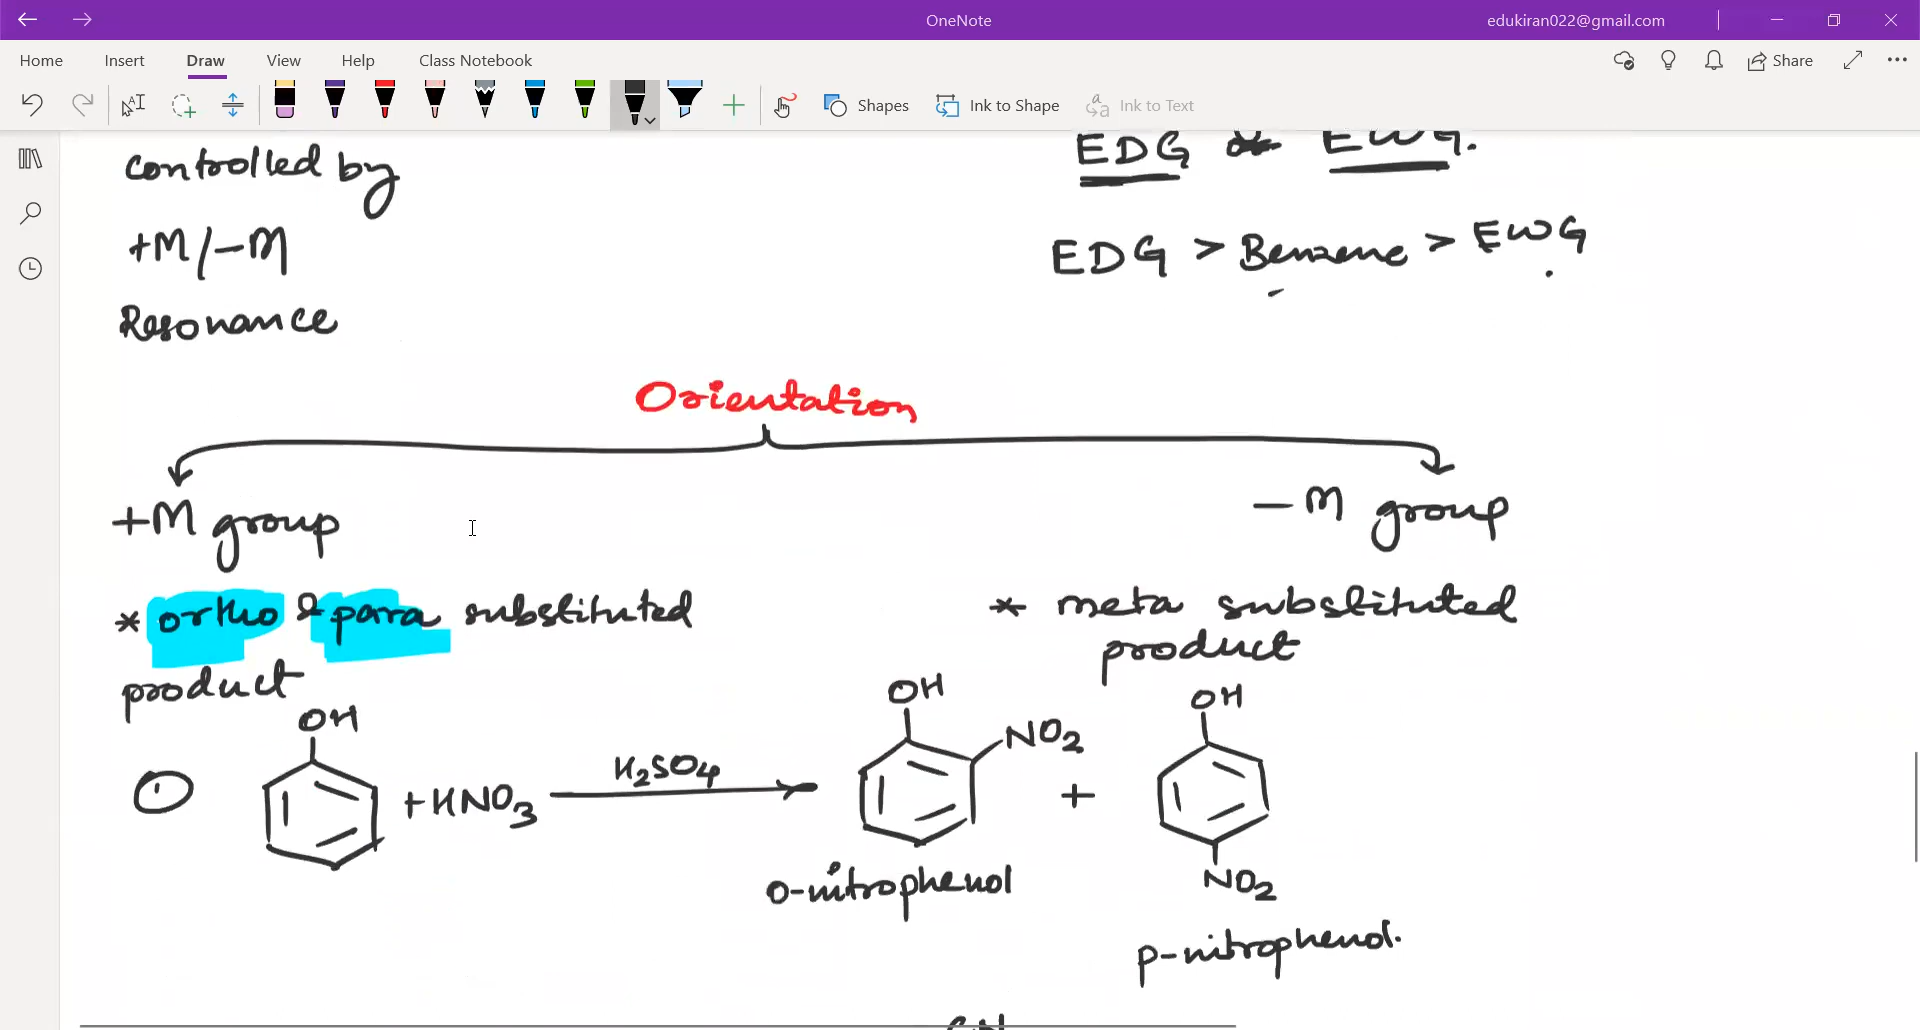 OneNote
edukiran022@gmail.com
Home Insert Draw View Help Class Notebook
Share
Shapes Ink to Shape Ink to Text
controlled by
+M/-M
Resonance
EDG EWG.
EDG > Benzene > EWG
Orientation
+M group
- M group
* ortho & para substituted
product
* meta substituted
product
OH
① + HNO3 H2SO4
OH
NO2
+
OH
NO2
o-nitrophenol
p-nitrophenol.